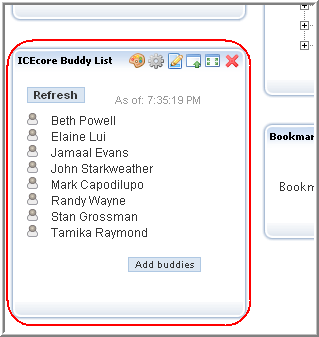 ICEcore Buddy List
Refresh
As of: 7:35:19 PM
Beth Powell
Elaine Lui
Jamaal Evans
John Starkweather
Mark Capodilupo
Randy Wayne
Stan Grossman
Tamika Raymond
Add buddies
Bookmar
Bookm